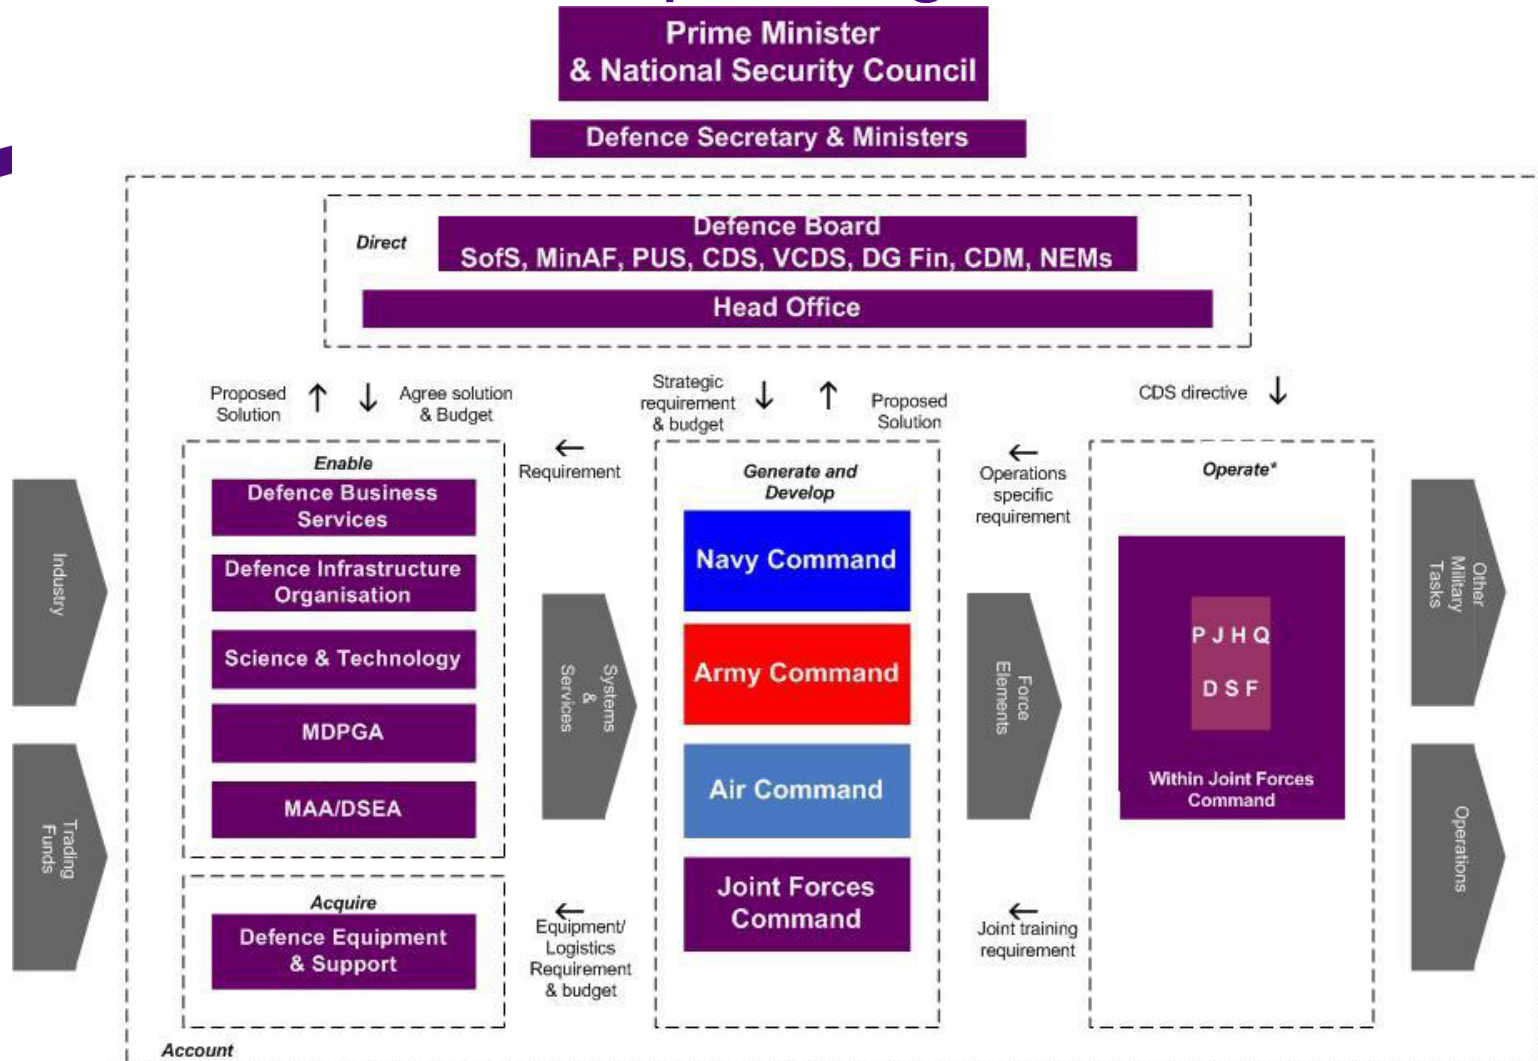 Prime Minister
& National Security Council
Defence Secretary & Ministers
Direct
Defence Board
SofS, MinAF, PUS, CDS, VCDS, DG Fin, CDM, NEMs
Head Office
Proposed
Solution
Agree solution
& Budget
Strategic
requirement
& budget
Proposed
Solution
CDS directive
Enable
Defence Business
Services
Defence Infrastructure
Organisation
Science & Technology
MDPGA
MAA/DSEA
Acquire
Defence Equipment
& Support
Requirement
Equipment/
Logistics
Requirement
& budget
Generate and
Develop
Navy Command
Army Command
Air Command
Joint Forces
Command
Operations
specific
requirement
Joint training
requirement
Operate*
P J H Q
D S F
Within Joint Forces
Command
Industry
Trading
Funds
Systems
&
Services
Force
Elements
Other
Military
Tasks
Operations
Account